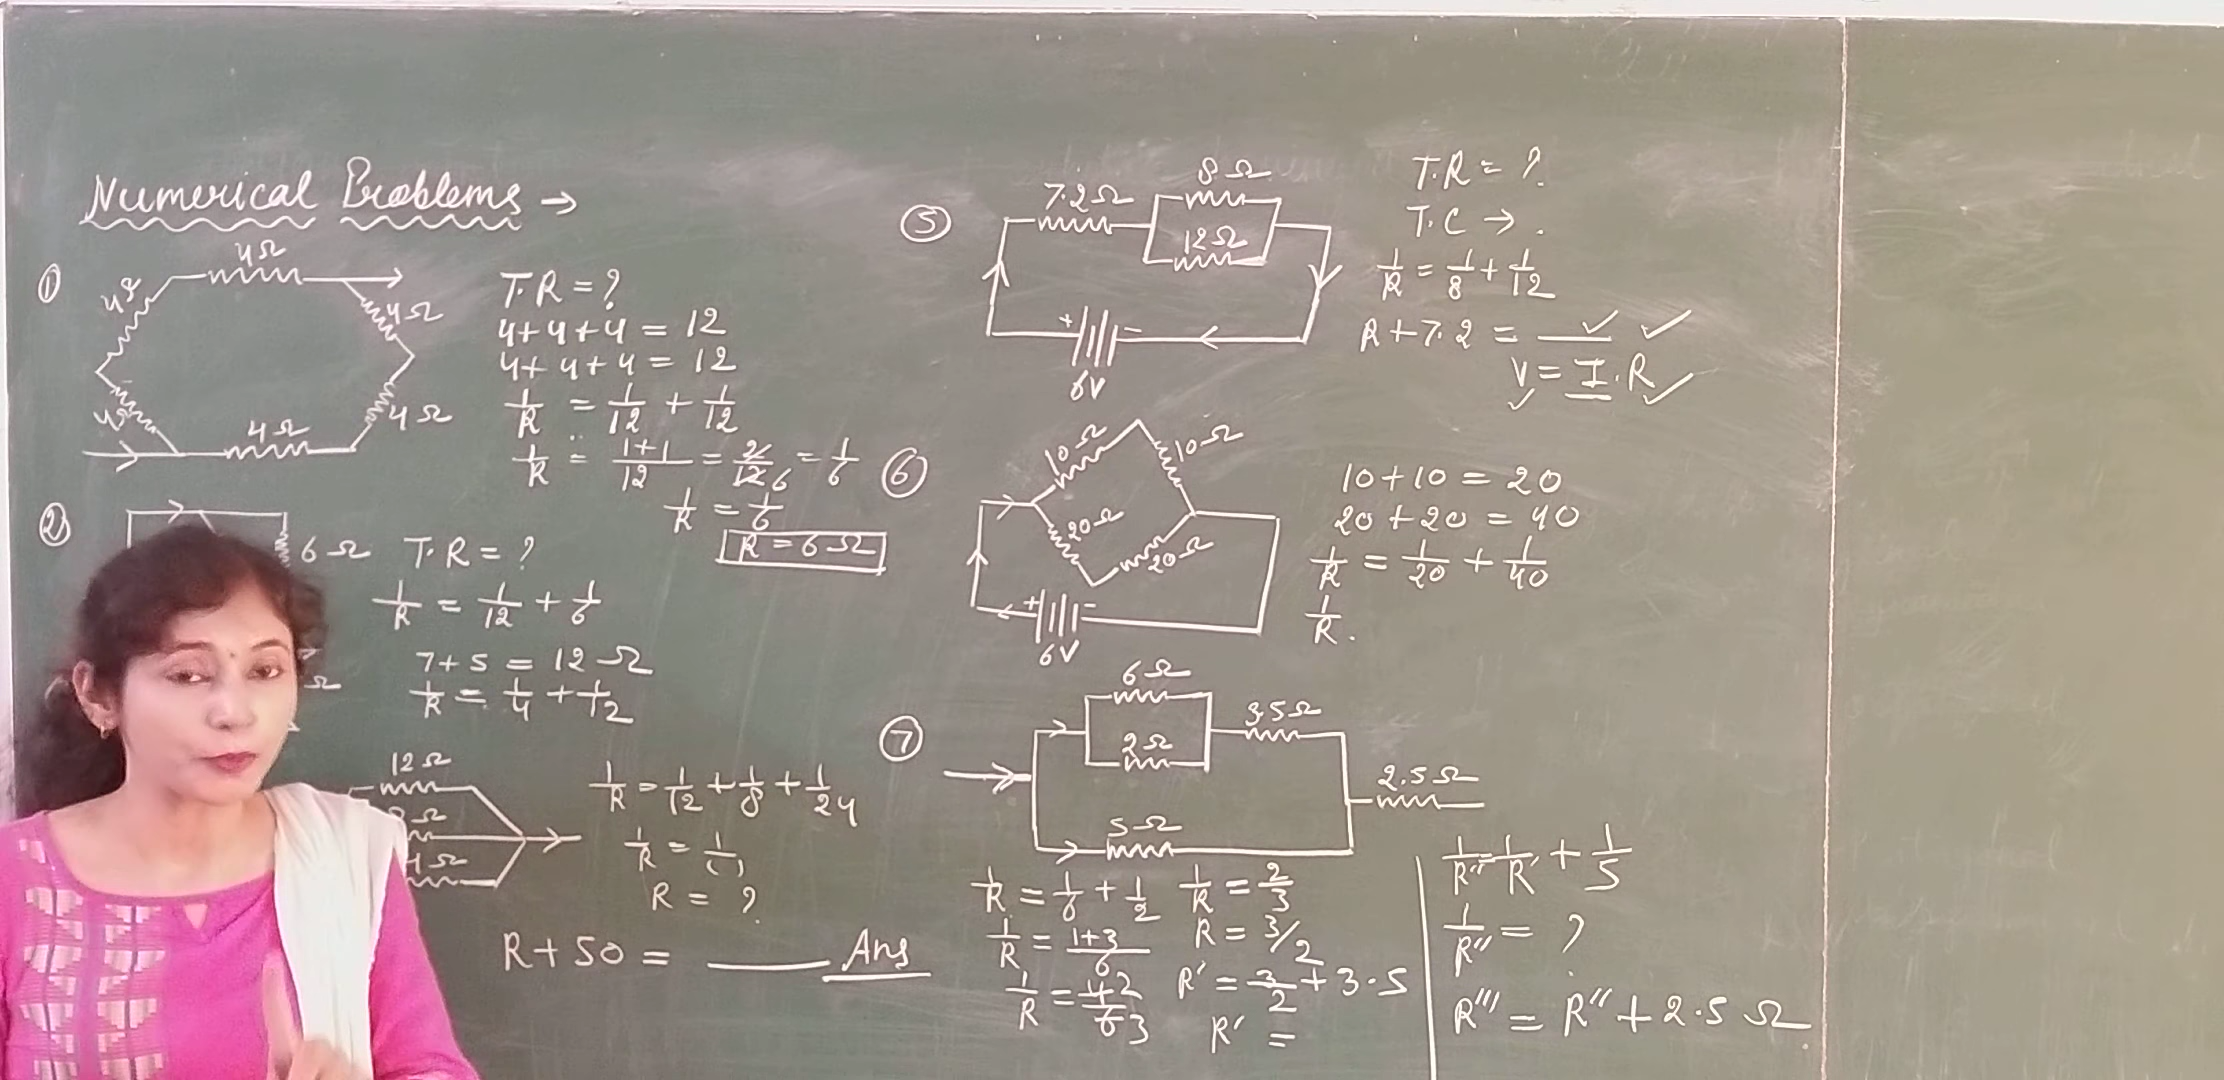 Numerical Problems →
①
4Ω
4Ω
4Ω
4Ω
4Ω
4Ω
T.R = ?
4+4+4 = 12
4+4+4 = 12
1/R = 1/12 + 1/12
1/R = 1+1/12 = 2/12 6 = 1/6
1/R = 1/6
R = 6Ω
②
6Ω
T.R = ?
1/R = 1/12 + 1/6
7+5 = 12Ω
1/R = 1/4 + 1/12
Ω
12Ω
Ω
Ω
1/R = 1/12 + 1/8 + 1/24
1/R = 1/( )
R = ?
R+50 = ____ Ans
⑤
7.2Ω
8Ω
12Ω
+ -
6V
T.R = ?
T.C → .
1/R = 1/8 + 1/12
R+7.2 = ____ ✓ ✓
V = I.R
✓ ✓
⑥
10Ω
10Ω
20Ω
20Ω
+ -
6V
10+10 = 20
20+20 = 40
1/R = 1/20 + 1/40
1/R .
⑦
6Ω
2Ω
3.5Ω
5Ω
2.5Ω
1/R = 1/6 + 1/2
1/R = 1+3/6
1/R = 4 2/6 3
1/R = 2/3
R = 3/2
R' = 3/2 + 3.5
R' =
1/R'' = 1/R' + 1/5
1/R'' = ?
R''' = R'' + 2.5Ω